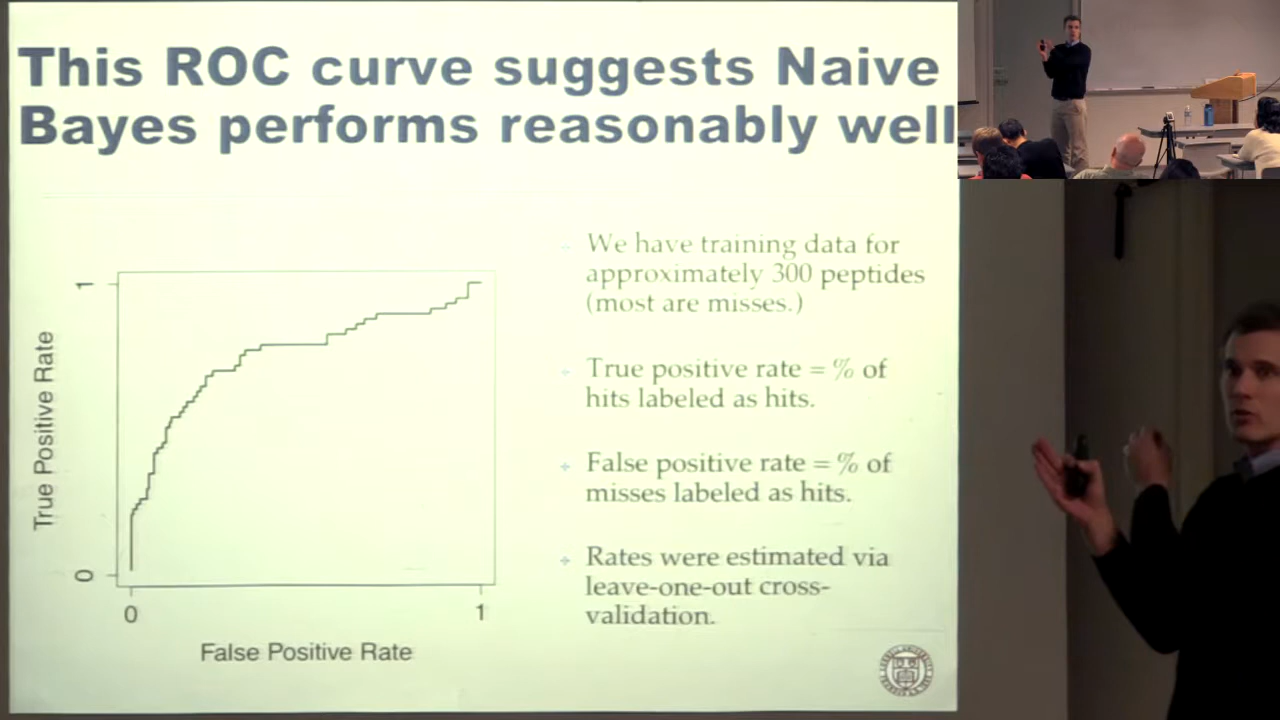 This ROC curve suggests Naive
Bayes performs reasonably well
We have training data for
approximately 300 peptides
(most are misses.)
True positive rate = % of
hits labeled as hits.
False positive rate = % of
misses labeled as hits.
Rates were estimated via
leave-one-out cross-
validation.
True Positive Rate
1
0
0
1
False Positive Rate